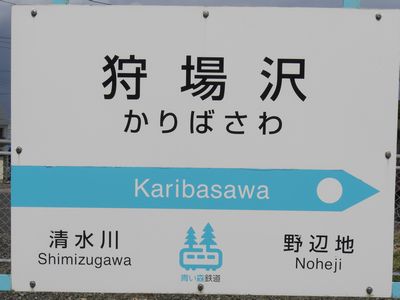 狩場沢
かりばさわ
Karibasawa
清水川
Shimizugawa
青い森鉄道
野辺地
Noheji